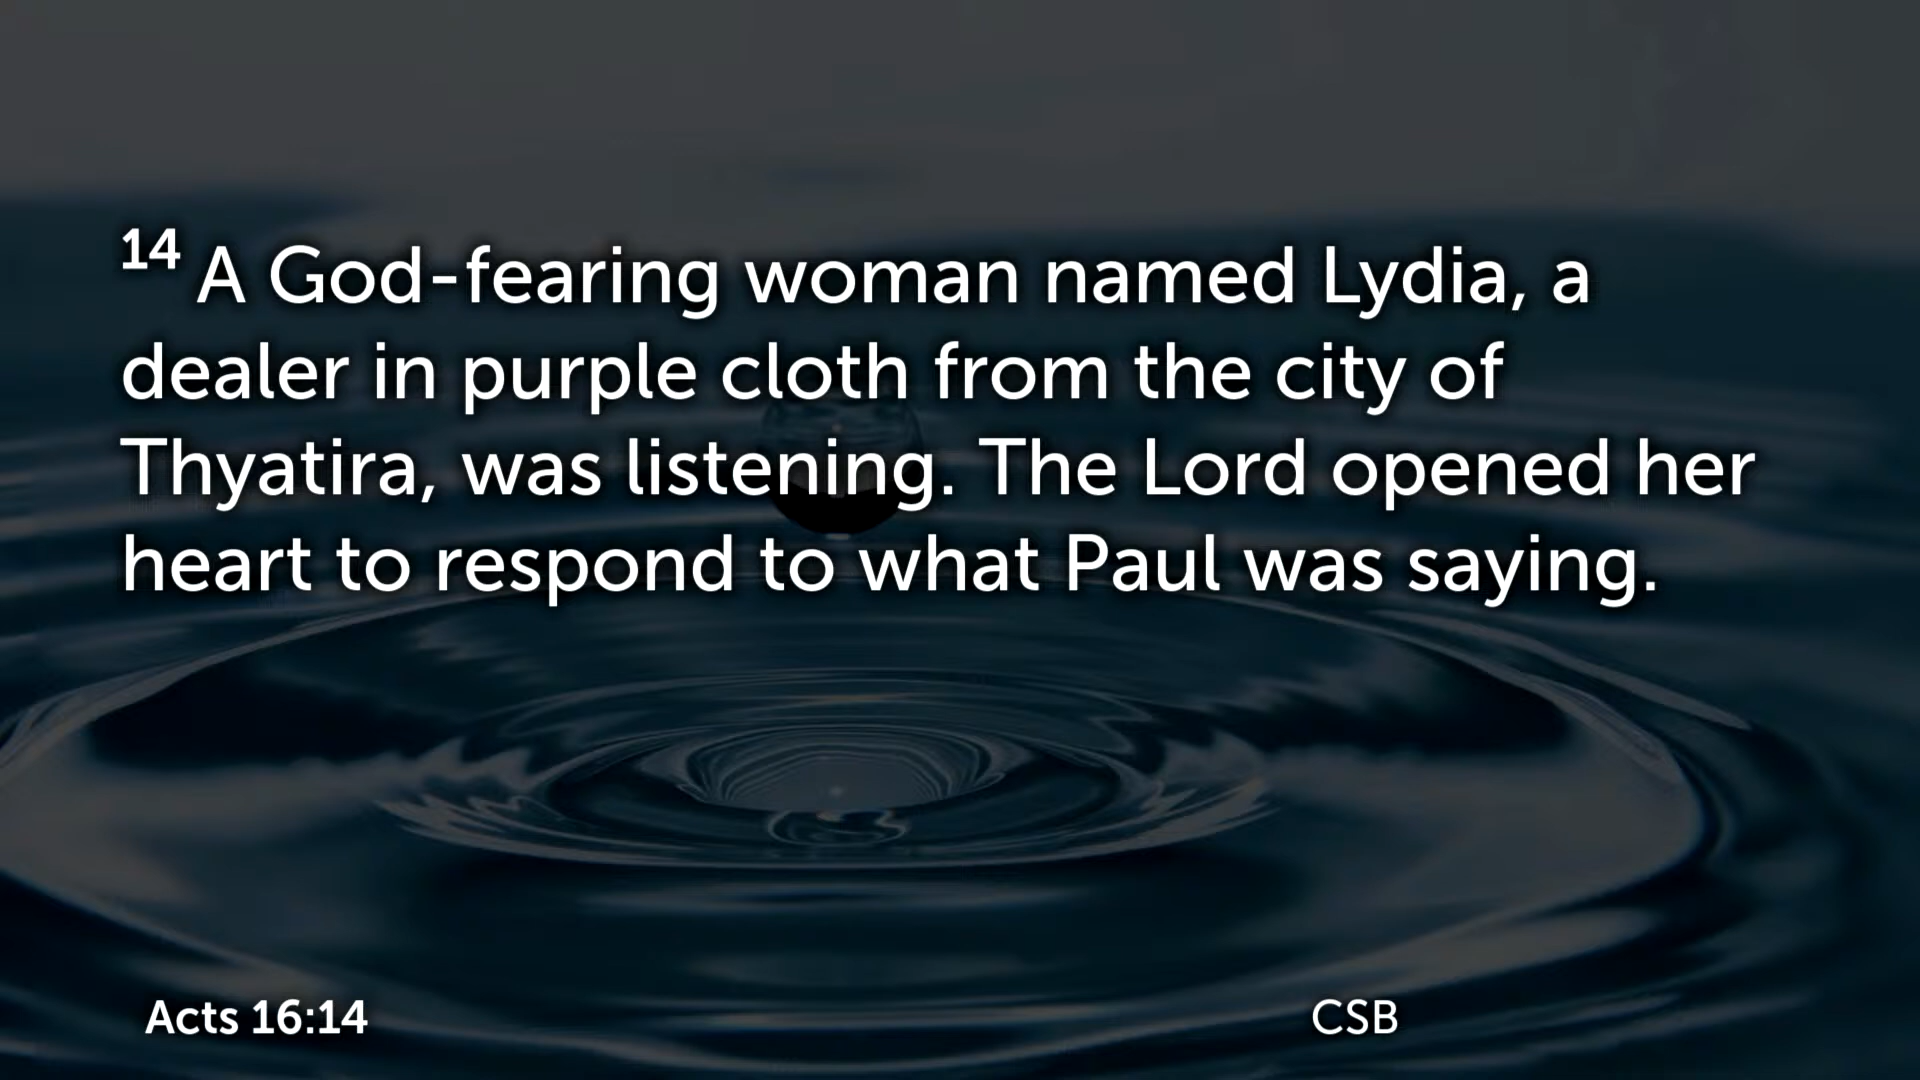 14 A God-fearing woman named Lydia, a
dealer in purple cloth from the city of
Thyatira, was listening. The Lord opened her
heart to respond to what Paul was saying.
Acts 16:14
CSB